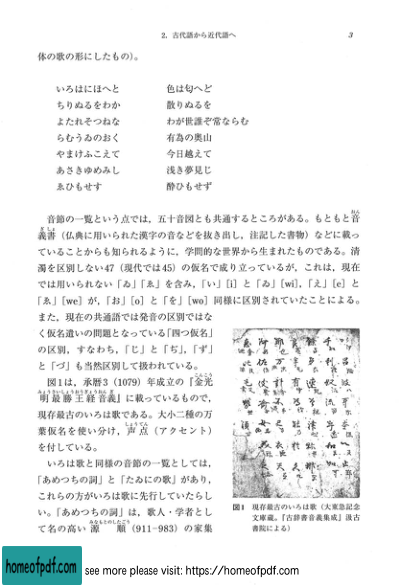 2. 古代語から近代語へ 3
体の歌の形にしたもの）。
いろはにほへと 色は匂へど
ちりぬるをわか 散りぬるを
よたれそつねな わが世誰ぞ常ならむ
らむうゐのおく 有為の奥山
やまけふこえて 今日越えて
あさきゆめみし 浅き夢見じ
ゑひもせす 酔ひもせず
音節の一覧という点では，五十音図とも共通するところがある。もともと音
義書（仏典に用いられた漢字の音などを抜き出し，注記した書物）などに載っ
ていることからも知られるように，学問的な世界から生まれたものである。清
濁を区別しない47（現代では45）の仮名で成り立っているが，これは，現在
では用いられない「ゐ」「ゑ」を含み，「い」[i] と「ゐ」[wi]，「え」[e] と
「ゑ」[we] が，「お」[o] と「を」[wo] 同様に区別されていたことによる。
また，現在の共通語では発音の区別ではな
く仮名遣いの問題となっている「四つ仮名」
の区別，すなわち，「じ」と「ぢ」，「ず」
と「づ」も当然区別して扱われている。
図1は，承暦3（1079）年成立の『金光
明最勝王経音義』に載っているもので，
現存最古のいろは歌である。大小二種の万
葉仮名を使い分け，声点（アクセント）
を付している。
いろは歌と同様の音節の一覧としては，
「あめつちの詞」と「たゐにの歌」があり，
これらの方がいろは歌に先行していたらし
い。「あめつちの詞」は，歌人・学者とし
て名の高い源 順（911-983）の家集
図1 現存最古のいろは歌（大東急記念
文庫蔵。『古辞書音義集成』汲古
書院による）
homeofpdf.com see more please visit: https://homeofpdf.com